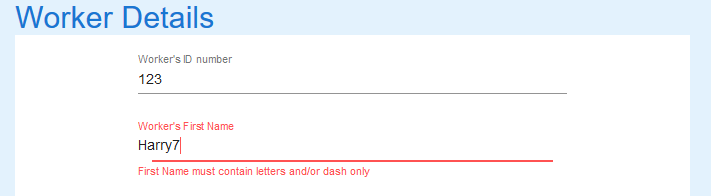 Worker Details
Worker's ID number
123
Worker's First Name
Harry7
First Name must contain letters and/or dash only